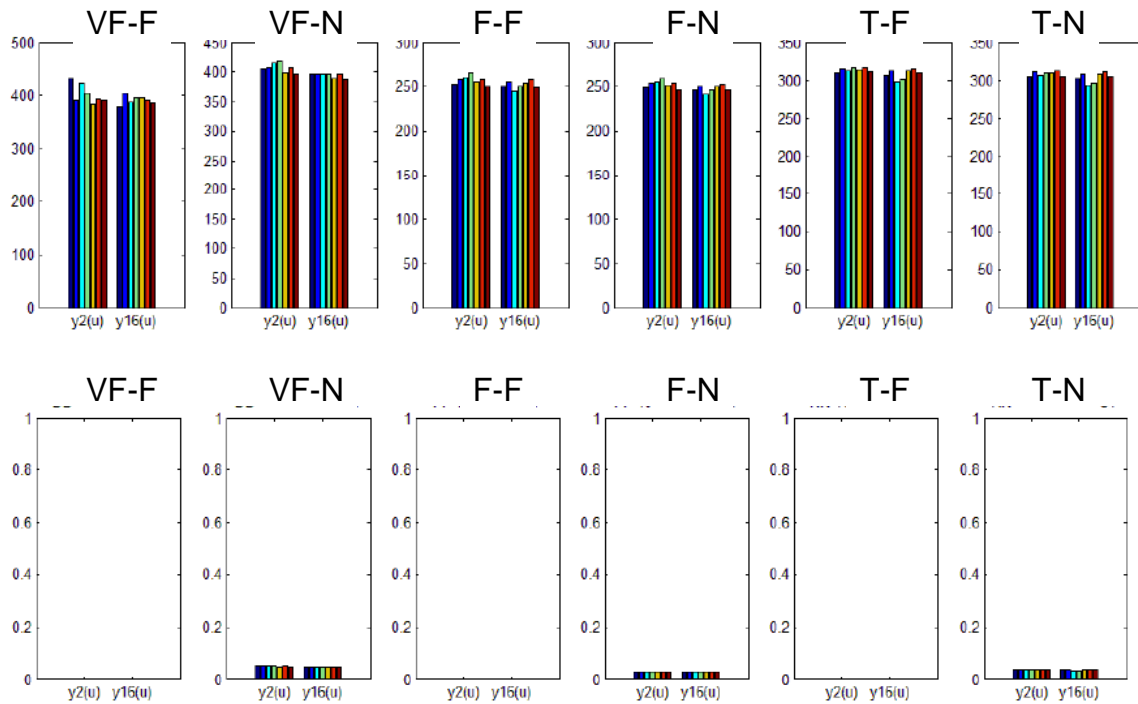 VF-F VF-N F-F F-N T-F T-N
500 450 300 300 350 350
400 400 250 250 300 300
350 250 250
300 300 200 200
250 200 200
200 200 150 150
150 150 150
100 100 100 100
100 100 50 50
50 50 50
0 0 0 0 0 0
y2(u) y16(u) y2(u) y16(u) y2(u) y16(u) y2(u) y16(u) y2(u) y16(u) y2(u) y16(u)
VF-F VF-N F-F F-N T-F T-N
1 1 1 1 1 1
0.8 0.8 0.8 0.8 0.8 0.8
0.6 0.6 0.6 0.6 0.6 0.6
0.4 0.4 0.4 0.4 0.4 0.4
0.2 0.2 0.2 0.2 0.2 0.2
0 0 0 0 0 0
y2(u) y16(u) y2(u) y16(u) y2(u) y16(u) y2(u) y16(u) y2(u) y16(u) y2(u) y16(u)